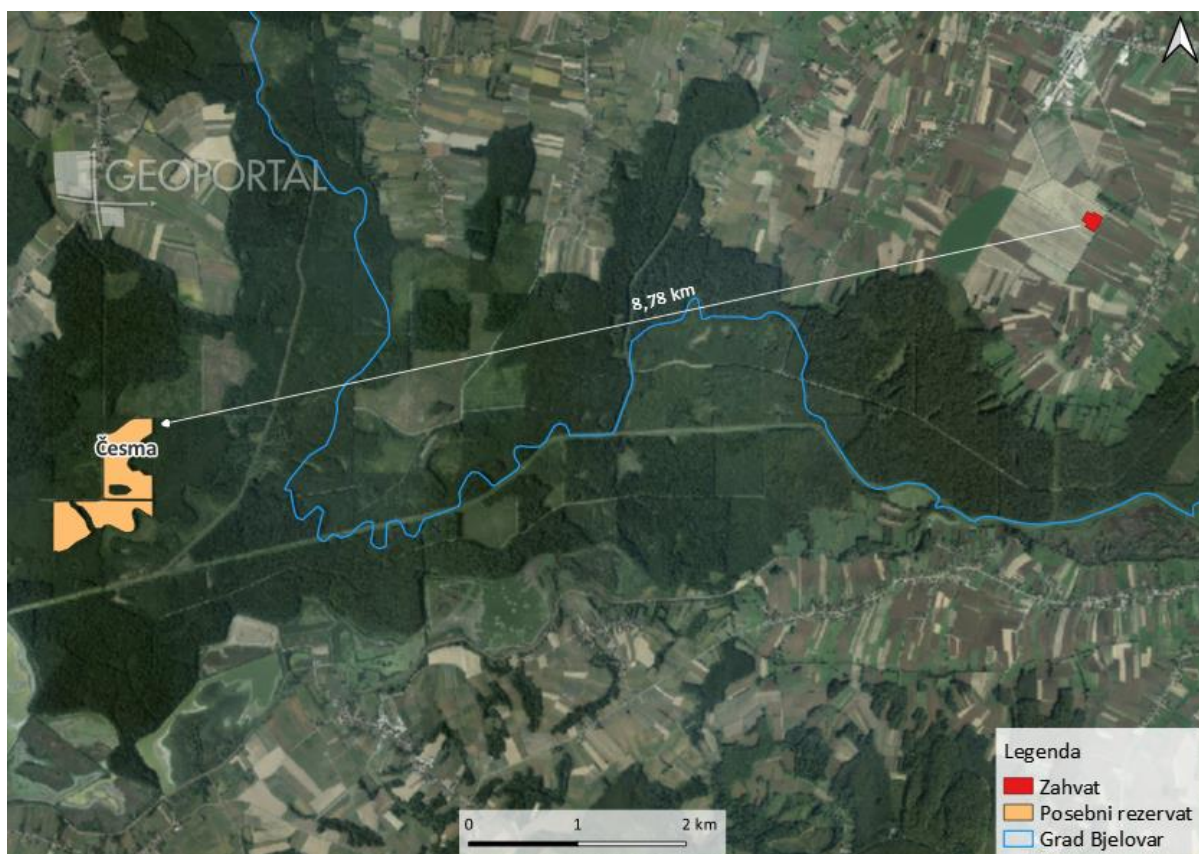 GEOPORTAL
8,78 km
Česma
Legenda
Zahvat
Posebni rezervat
Grad Bjelovar
0 1 2 km